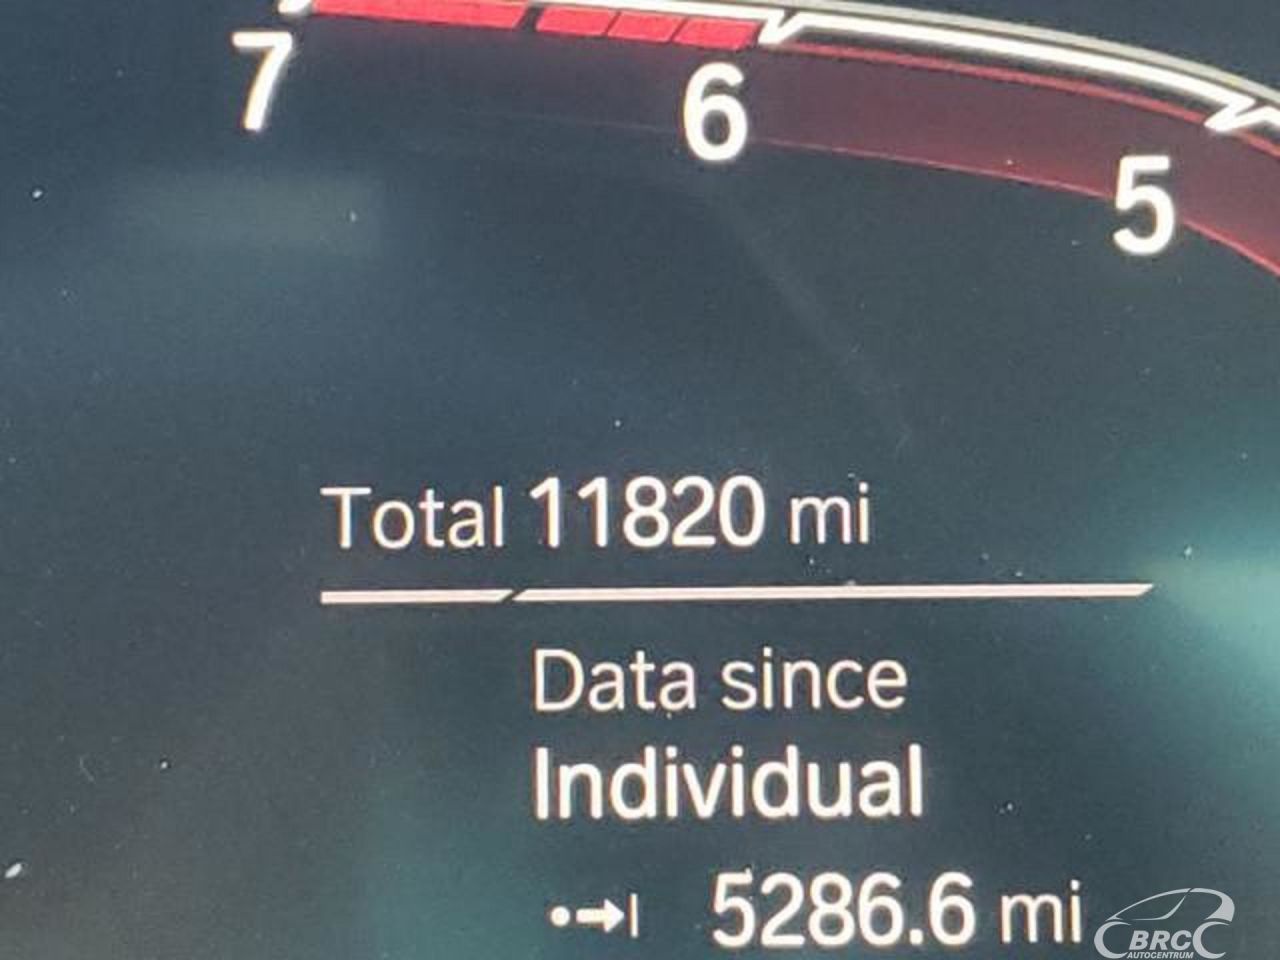 7
6
5
Total 11820 mi
Data since
Individual
5286.6 mi
BRC
AUTOCENTRUM